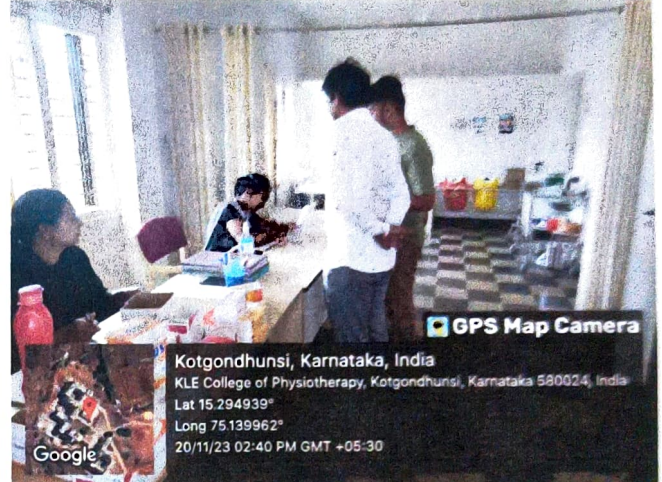 GPS Map Camera
Kotgondhunsi, Karnataka, India
KLE College of Physiotherapy, Kotgondhunsi, Karnataka 580024, India
Lat 15.294939°
Long 75.139962°
20/11/23 02:40 PM GMT +05:30
Google